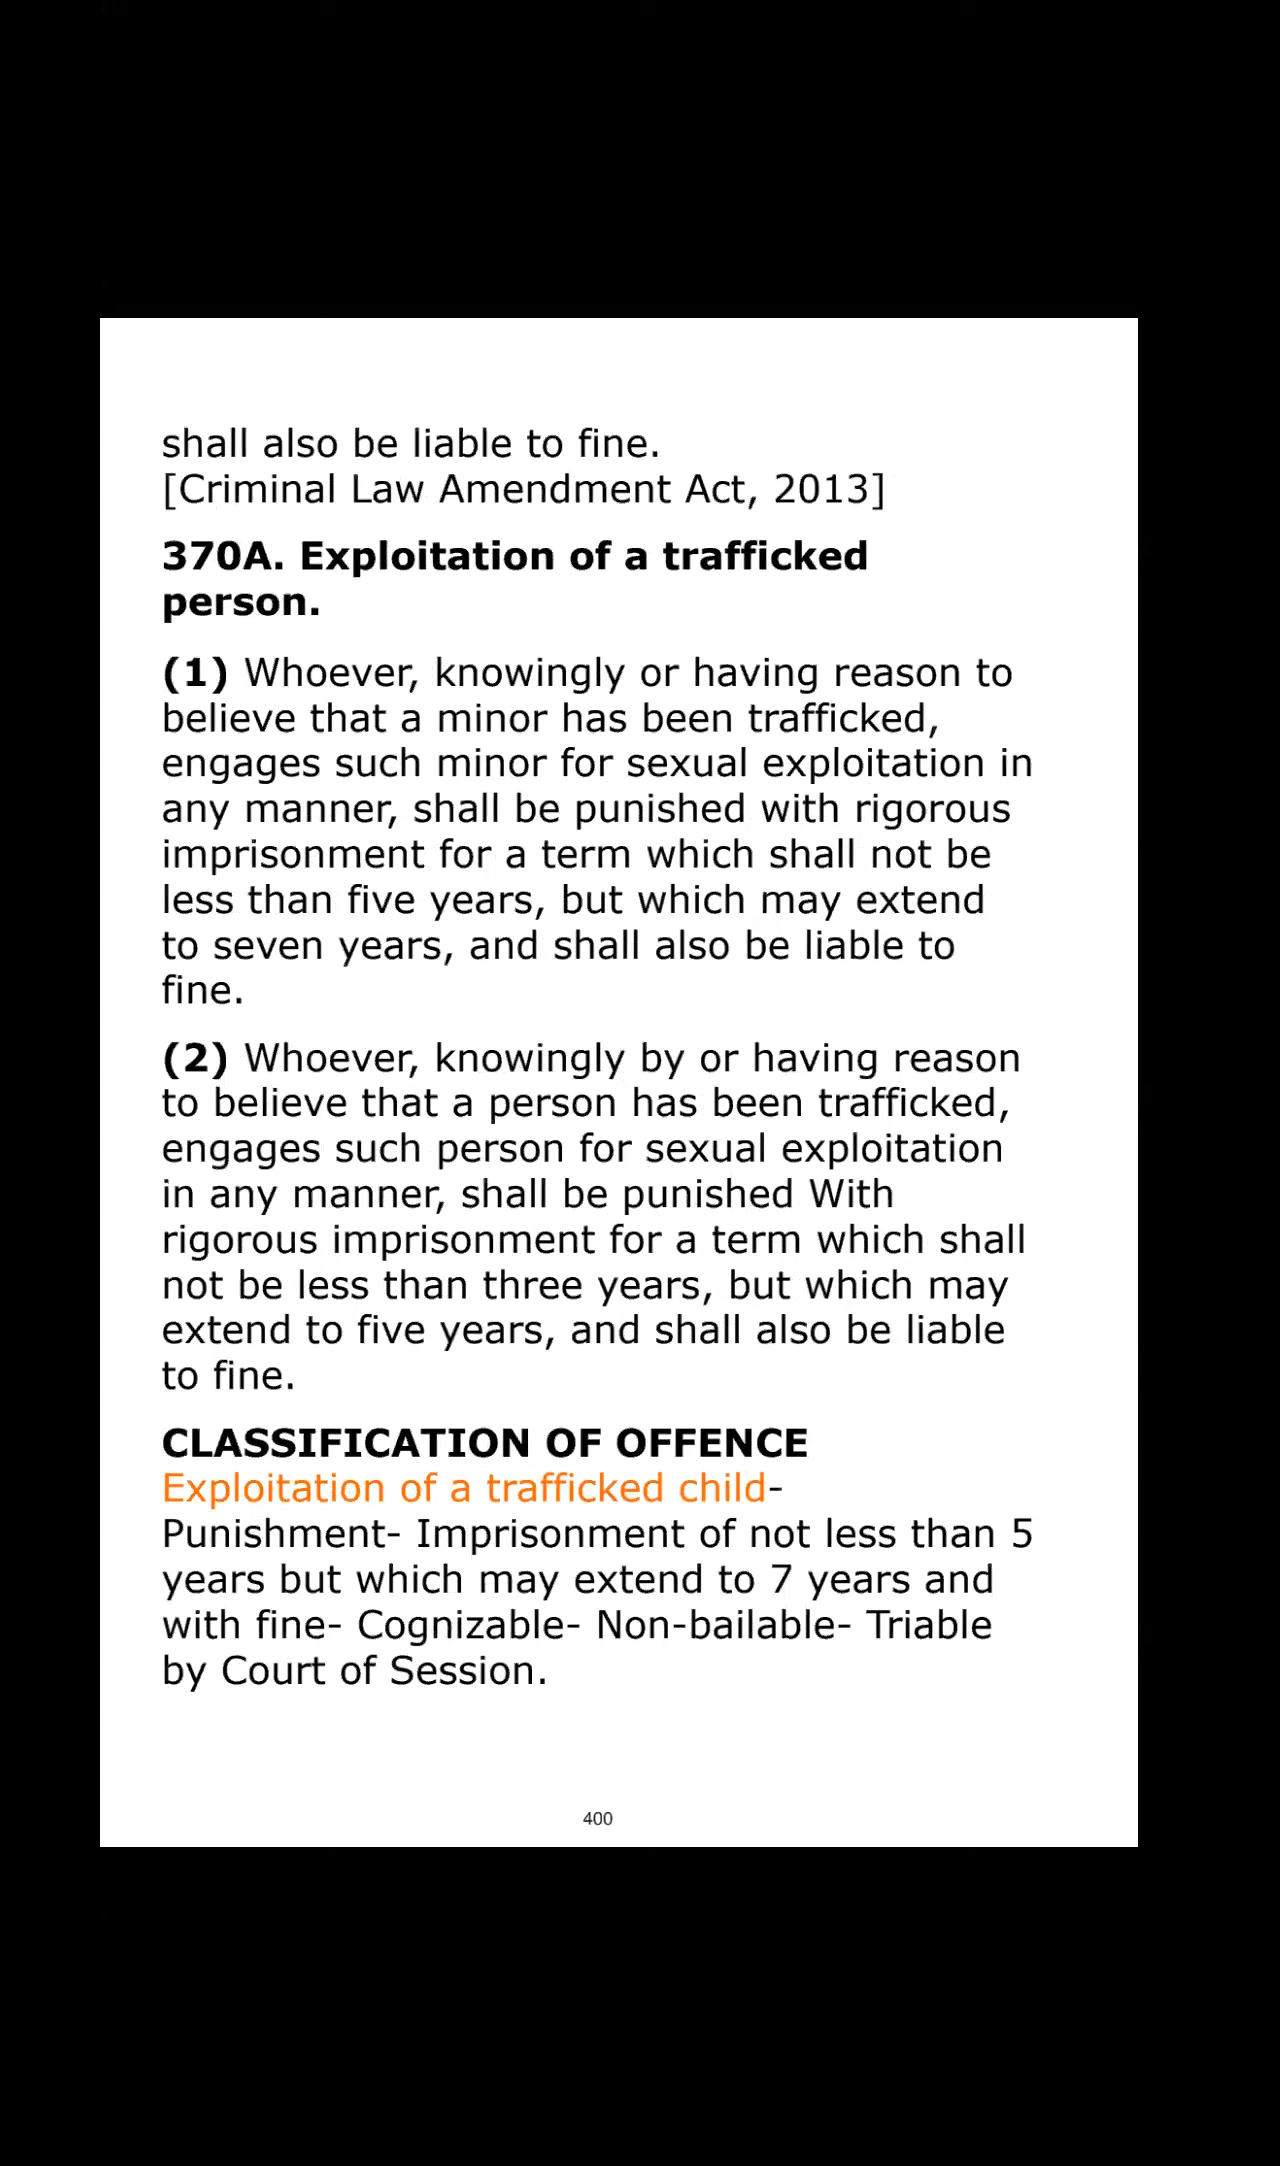 shall also be liable to fine.
[Criminal Law Amendment Act, 2013]
370A. Exploitation of a trafficked
person.
(1) Whoever, knowingly or having reason to
believe that a minor has been trafficked,
engages such minor for sexual exploitation in
any manner, shall be punished with rigorous
imprisonment for a term which shall not be
less than five years, but which may extend
to seven years, and shall also be liable to
fine.
(2) Whoever, knowingly by or having reason
to believe that a person has been trafficked,
engages such person for sexual exploitation
in any manner, shall be punished With
rigorous imprisonment for a term which shall
not be less than three years, but which may
extend to five years, and shall also be liable
to fine.
CLASSIFICATION OF OFFENCE
Exploitation of a trafficked child-
Punishment- Imprisonment of not less than 5
years but which may extend to 7 years and
with fine- Cognizable- Non-bailable- Triable
by Court of Session.
400